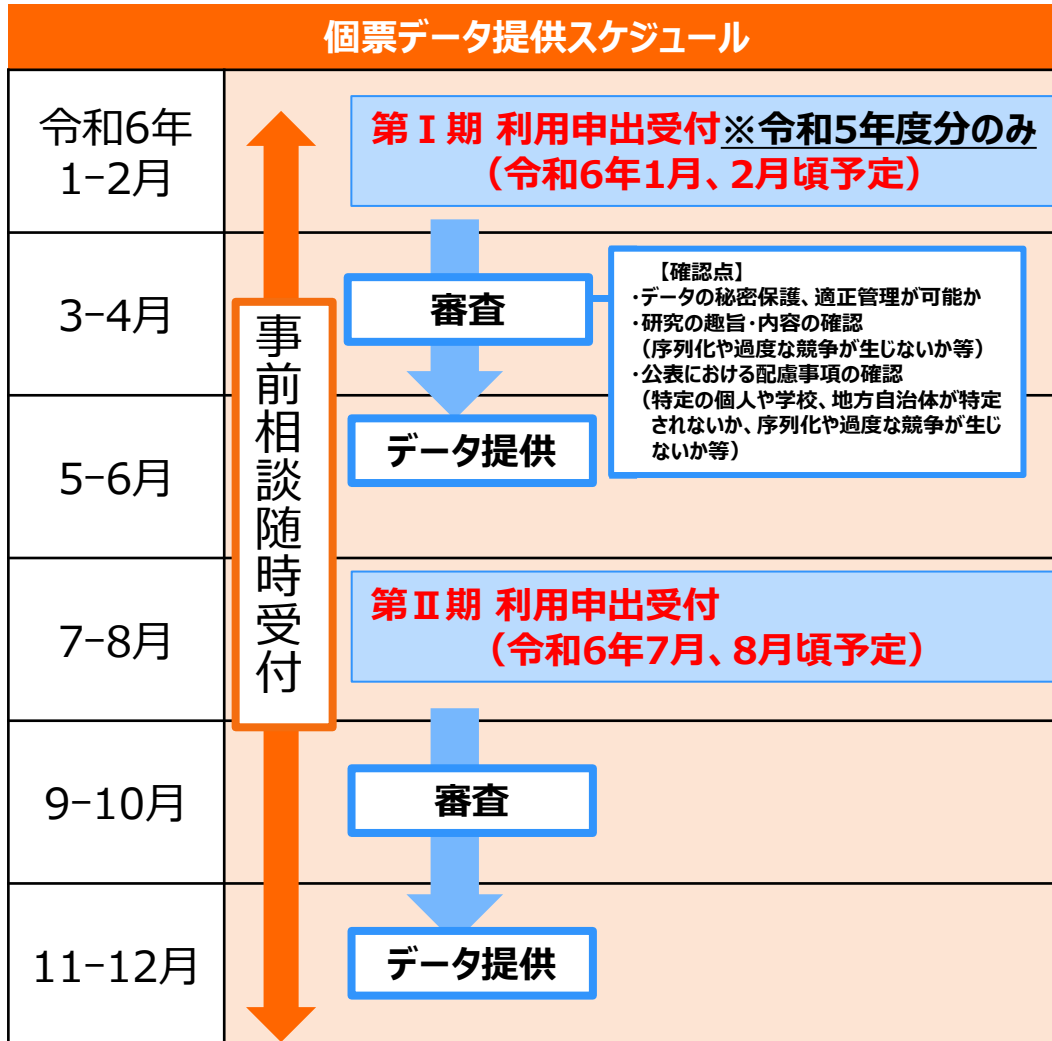 個票データ提供スケジュール
令和6年
1-2月
第Ⅰ期 利用申出受付※令和5年度分のみ
（令和6年1月、2月頃予定）
3-4月
審査
【確認点】
・データの秘密保護、適正管理が可能か
・研究の趣旨・内容の確認
（序列化や過度な競争が生じないか等）
・公表における配慮事項の確認
（特定の個人や学校、地方自治体が特定
されないか、序列化や過度な競争が生じ
ないか等）
事前相談随時受付
5-6月
データ提供
7-8月
第Ⅱ期 利用申出受付
（令和6年7月、8月頃予定）
9-10月
審査
11-12月
データ提供